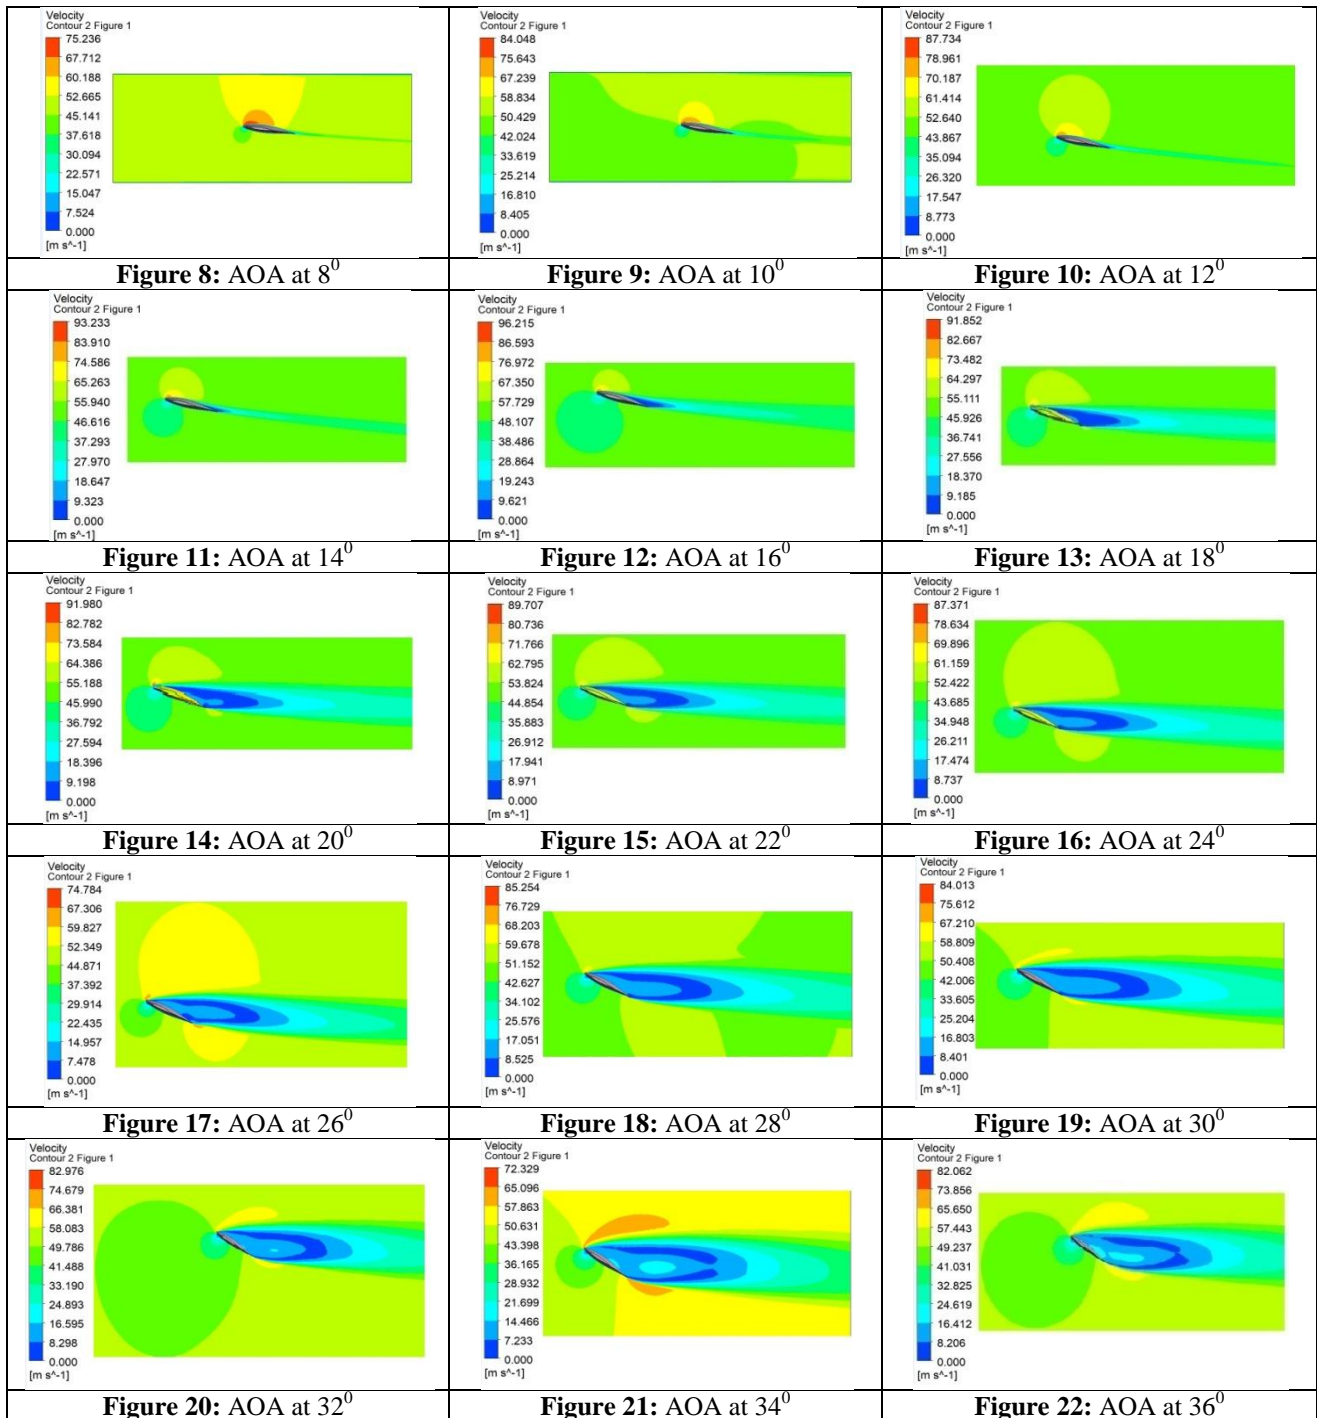 Velocity
Contour 2 Figure 1
75.236
67.712
60.188
52.665
45.141
37.618
30.094
22.571
15.047
7.524
0.000
[m s^-1]
Figure 8: AOA at 8⁰
Velocity
Contour 2 Figure 1
84.048
75.643
67.239
58.834
50.429
42.024
33.619
25.214
16.810
8.405
0.000
[m s^-1]
Figure 9: AOA at 10⁰
Velocity
Contour 2 Figure 1
87.734
78.961
70.187
61.414
52.640
43.867
35.094
26.320
17.547
8.773
0.000
[m s^-1]
Figure 10: AOA at 12⁰
Velocity
Contour 2 Figure 1
93.233
83.910
74.586
65.263
55.940
46.616
37.293
27.970
18.647
9.323
0.000
[m s^-1]
Figure 11: AOA at 14⁰
Velocity
Contour 2 Figure 1
96.215
86.593
76.972
67.350
57.729
48.107
38.486
28.864
19.243
9.621
0.000
[m s^-1]
Figure 12: AOA at 16⁰
Velocity
Contour 2 Figure 1
91.852
82.667
73.482
64.297
55.111
45.926
36.741
27.556
18.370
9.185
0.000
[m s^-1]
Figure 13: AOA at 18⁰
Velocity
Contour 2 Figure 1
91.980
82.782
73.584
64.386
55.188
45.990
36.792
27.594
18.396
9.198
0.000
[m s^-1]
Figure 14: AOA at 20⁰
Velocity
Contour 2 Figure 1
89.707
80.736
71.766
62.795
53.824
44.854
35.883
26.912
17.941
8.971
0.000
[m s^-1]
Figure 15: AOA at 22⁰
Velocity
Contour 2 Figure 1
87.371
78.634
69.896
61.159
52.422
43.685
34.948
26.211
17.474
8.737
0.000
[m s^-1]
Figure 16: AOA at 24⁰
Velocity
Contour 2 Figure 1
74.784
67.306
59.827
52.349
44.871
37.392
29.914
22.435
14.957
7.478
0.000
[m s^-1]
Figure 17: AOA at 26⁰
Velocity
Contour 2 Figure 1
85.254
76.729
68.203
59.678
51.152
42.627
34.102
25.576
17.051
8.525
0.000
[m s^-1]
Figure 18: AOA at 28⁰
Velocity
Contour 2 Figure 1
84.013
75.612
67.210
58.809
50.408
42.006
33.605
25.204
16.803
8.401
0.000
[m s^-1]
Figure 19: AOA at 30⁰
Velocity
Contour 2 Figure 1
82.976
74.679
66.381
58.083
49.786
41.488
33.190
24.893
16.595
8.298
0.000
[m s^-1]
Figure 20: AOA at 32⁰
Velocity
Contour 2 Figure 1
72.329
65.096
57.863
50.631
43.398
36.165
28.932
21.699
14.466
7.233
0.000
[m s^-1]
Figure 21: AOA at 34⁰
Velocity
Contour 2 Figure 1
82.062
73.856
65.650
57.443
49.237
41.031
32.825
24.619
16.412
8.206
0.000
[m s^-1]
Figure 22: AOA at 36⁰